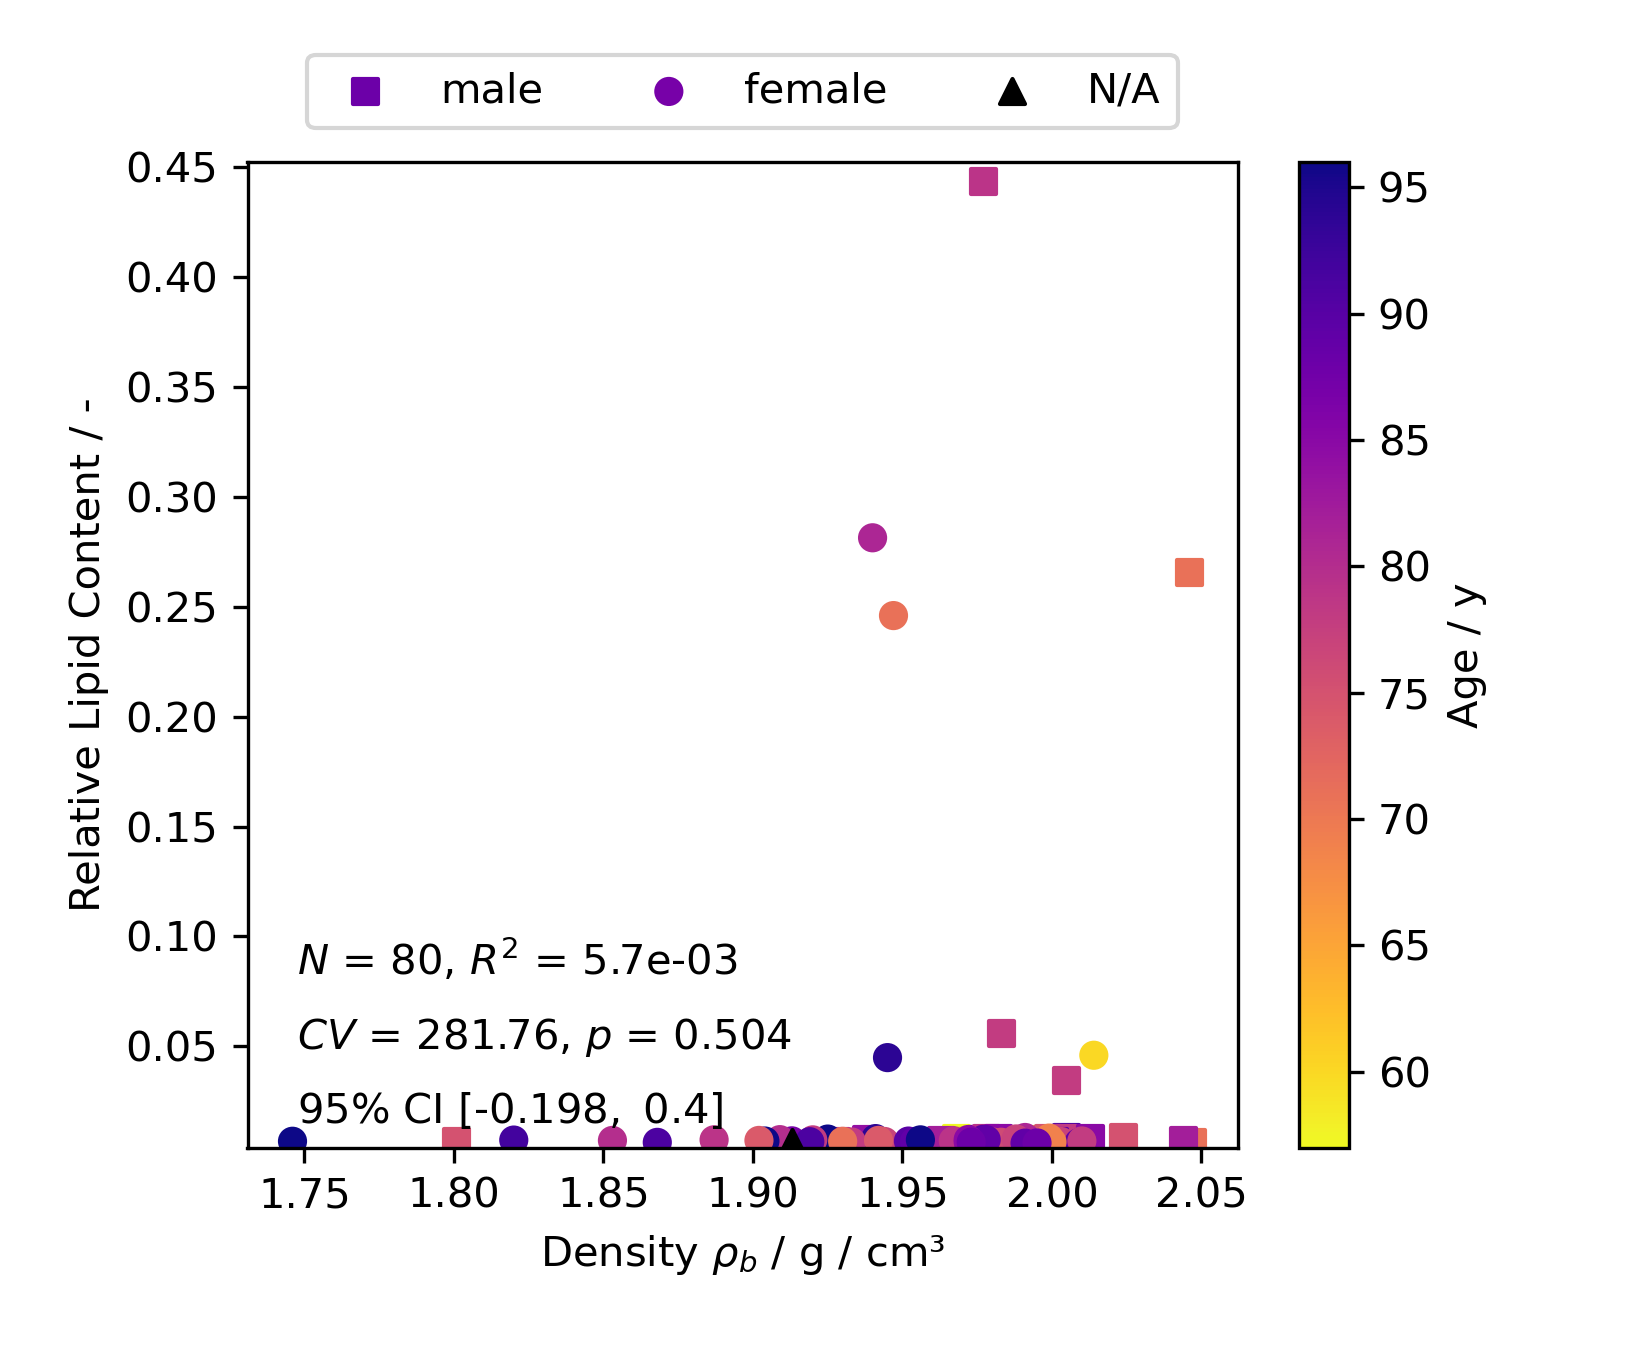 male female N/A
0.45
0.40
0.35
0.30
0.25
0.20
0.15
0.10
0.05
Relative Lipid Content / -
N = 80, R² = 5.7e-03
CV = 281.76, p = 0.504
95% CI [-0.198, 0.4]
1.75 1.80 1.85 1.90 1.95 2.00 2.05
Density ρb / g / cm³
95
90
85
80
75
70
65
60
Age / y